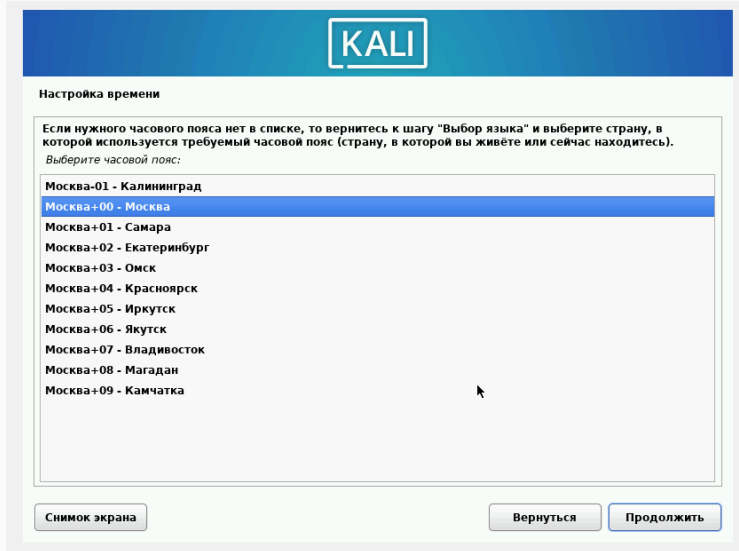 KALI
Настройка времени
Если нужного часового пояса нет в списке, то вернитесь к шагу "Выбор языка" и выберите страну, в
которой используется требуемый часовой пояс (страну, в которой вы живёте или сейчас находитесь).
Выберите часовой пояс:
Москва-01 - Калининград
Москва+00 - Москва
Москва+01 - Самара
Москва+02 - Екатеринбург
Москва+03 - Омск
Москва+04 - Красноярск
Москва+05 - Иркутск
Москва+06 - Якутск
Москва+07 - Владивосток
Москва+08 - Магадан
Москва+09 - Камчатка
Снимок экрана
Вернуться
Продолжить